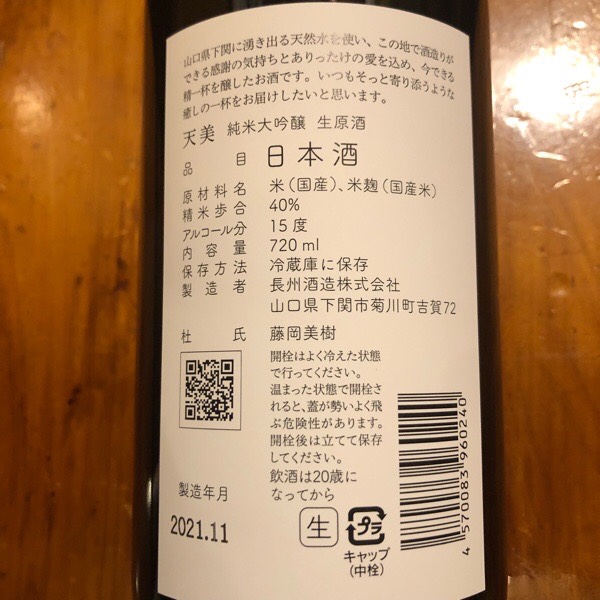 山口県下関に湧き出る天然水を使い、この地で酒造りが
できる感謝の気持ちとありったけの愛を込め、今できる
精一杯を醸したお酒です。いつもそっと寄り添うような
癒しの一杯をお届けしたいと思います。
天美 純米大吟醸 生原酒
品目 日本酒
原材料名 米(国産)、米麹(国産米)
精米歩合 40%
アルコール分 15度
内容量 720ml
保存方法 冷蔵庫に保存
製造者 長州酒造株式会社
山口県下関市菊川町吉賀72
杜氏 藤岡美樹
開栓はよく冷えた状態
で行ってください。
温まった状態で開栓さ
れると、蓋が勢いよく飛
ぶ危険性があります。
開栓後は立てて保存
してください。
飲酒は20歳に
なってから
製造年月
2021.11
生
プラ
キャップ
(中栓)
4 570083 960240